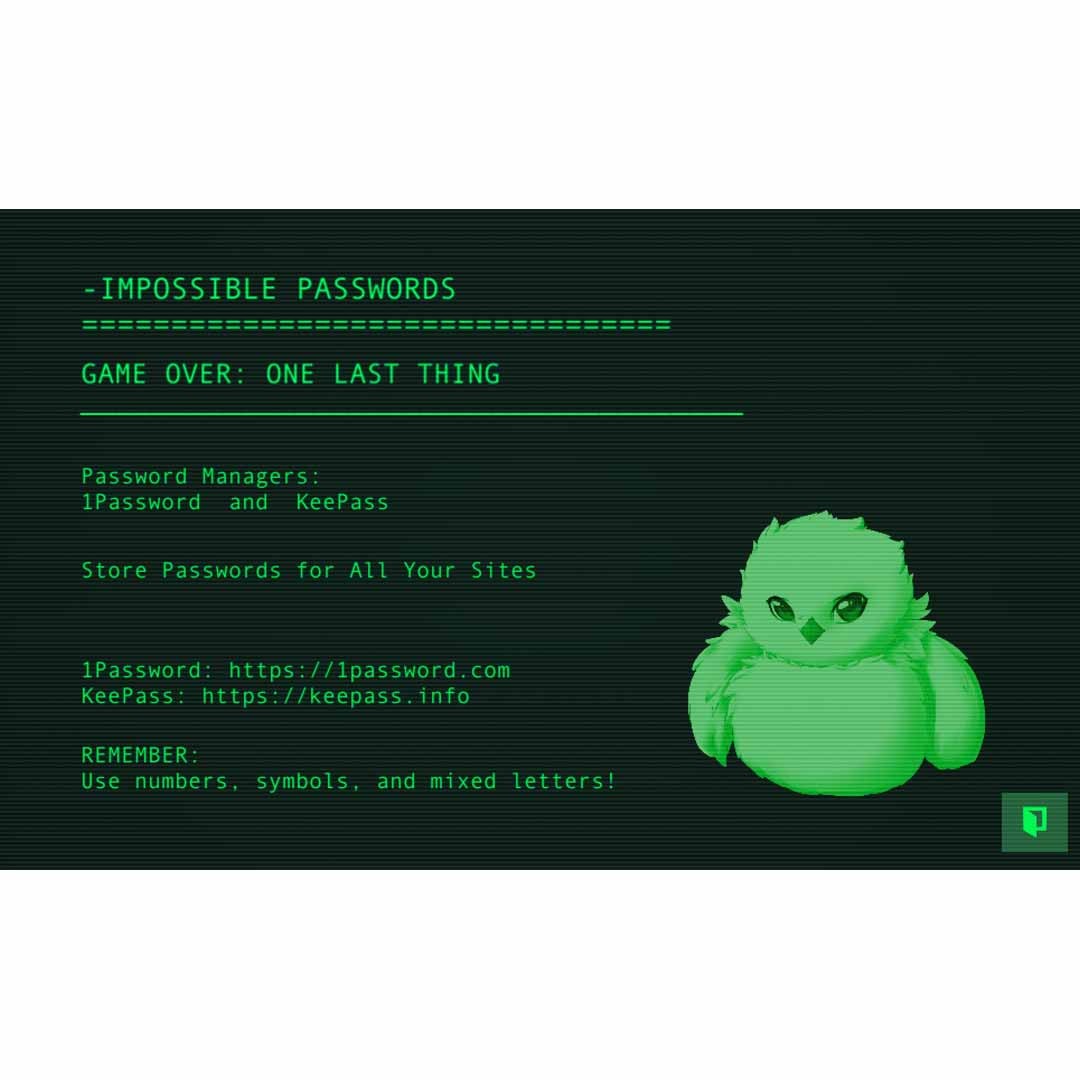 -IMPOSSIBLE PASSWORDS
=================================
GAME OVER: ONE LAST THING
Password Managers:
1Password and KeePass
Store Passwords for All Your Sites
1Password: https://1password.com
KeePass: https://keepass.info
REMEMBER:
Use numbers, symbols, and mixed letters!